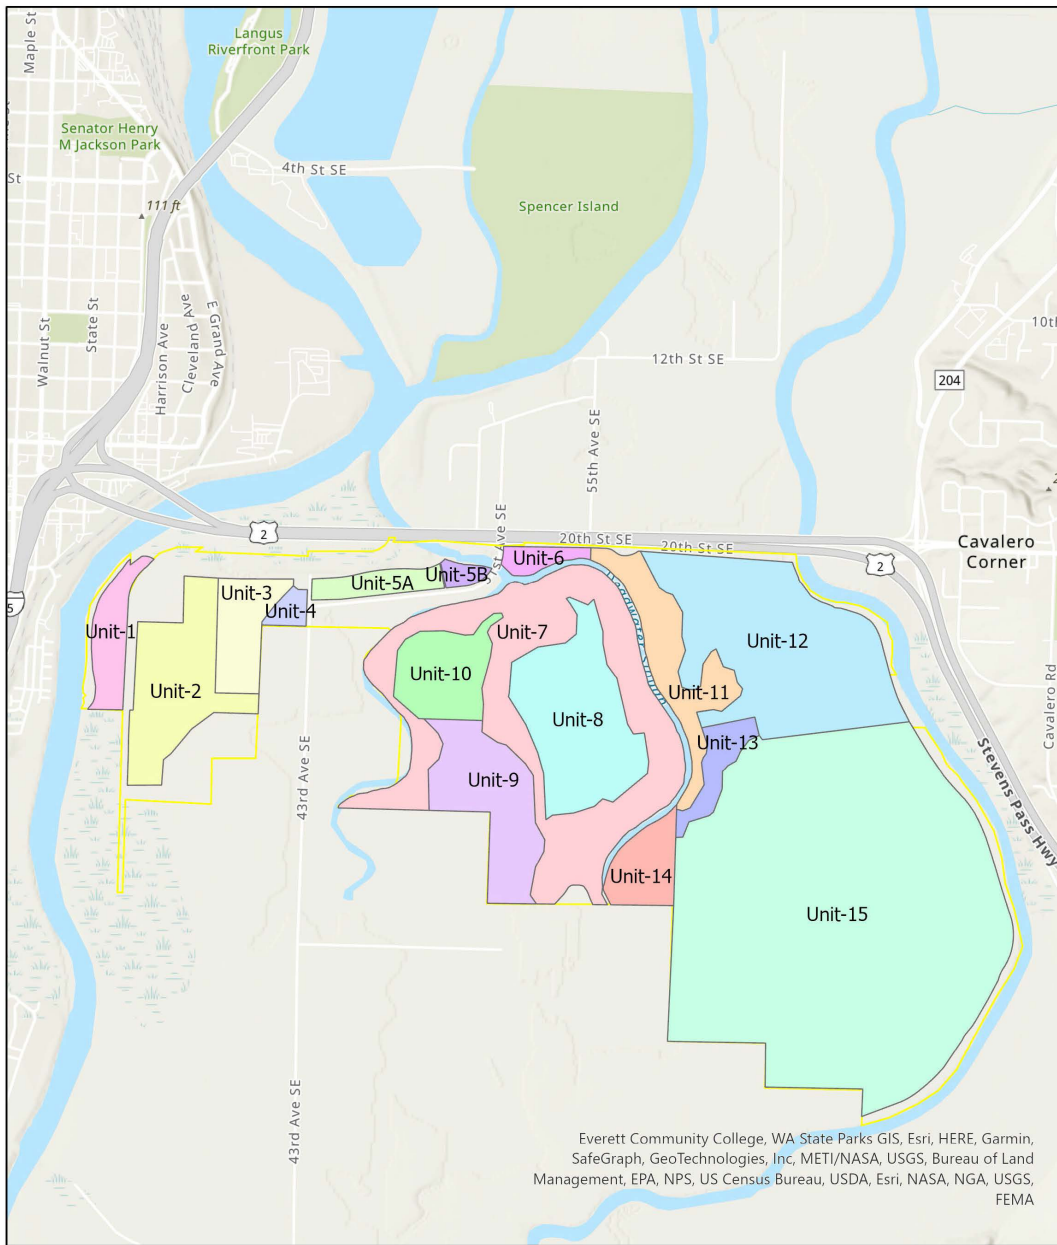 Langus
Riverfront Park
Maple St
Senator Henry
M Jackson Park
St
4th St SE
111 ft
Spencer Island
State St
Walnut St
Harrison Ave
Cleveland Ave
E Grand Ave
12th St SE
10th
204
55th Ave SE
51st Ave SE
2
20th St SE
20th St SE
2
Cavalero
Corner
5
Unit-1
Unit-2
Unit-3
Unit-4
Unit-5A
Unit-5B
Unit-6
Deadwater Slough
Unit-7
Unit-12
Unit-10
Unit-11
Unit-8
Unit-13
Unit-9
43rd Ave SE
Cavalero Rd
Stevens Pass Hwy
Unit-14
Unit-15
43rd Ave SE
Everett Community College, WA State Parks GIS, Esri, HERE, Garmin,
SafeGraph, GeoTechnologies, Inc, METI/NASA, USGS, Bureau of Land
Management, EPA, NPS, US Census Bureau, USDA, Esri, NASA, NGA, USGS,
FEMA